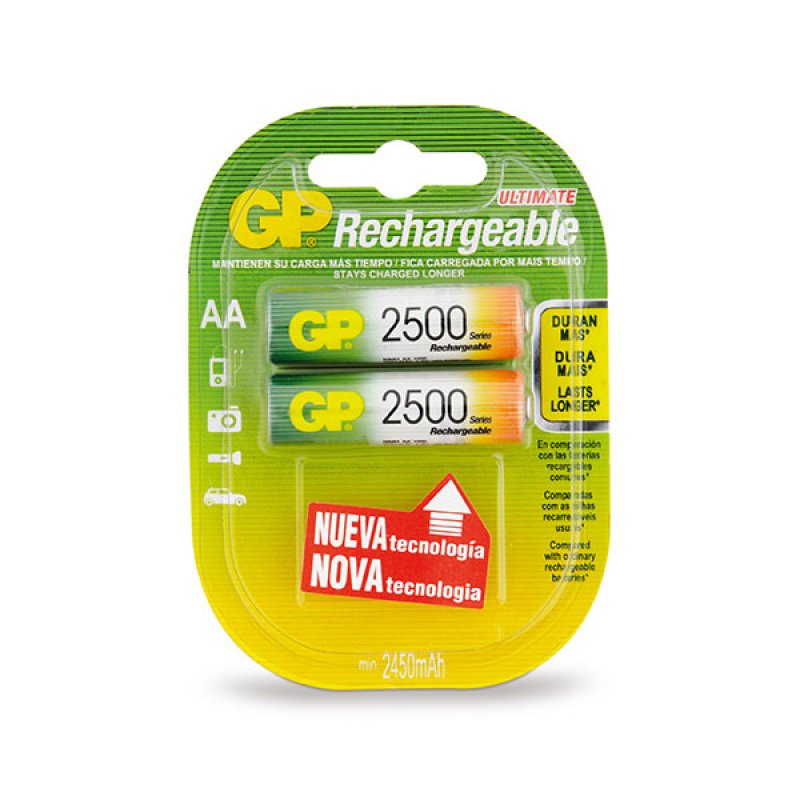 ULTIMATE
GP® Rechargeable
MANTIENEN SU CARGA MÁS TIEMPO / FICA CARREGADA POR MAIS TEMPO /
STAYS CHARGED LONGER
AA
GP 2500 Series
Rechargeable
GP 2500 Series
Rechargeable
DURAN
MAS*
DURA
MAIS*
LASTS
LONGER*
En comparación
con las baterías
recargables
comunes*
Comparadas
com as pilhas
recarregáveis
usuais*
Compared
with ordinary
rechargeable
batteries*
NUEVA tecnología
NOVA tecnologia
min. 2450mAh